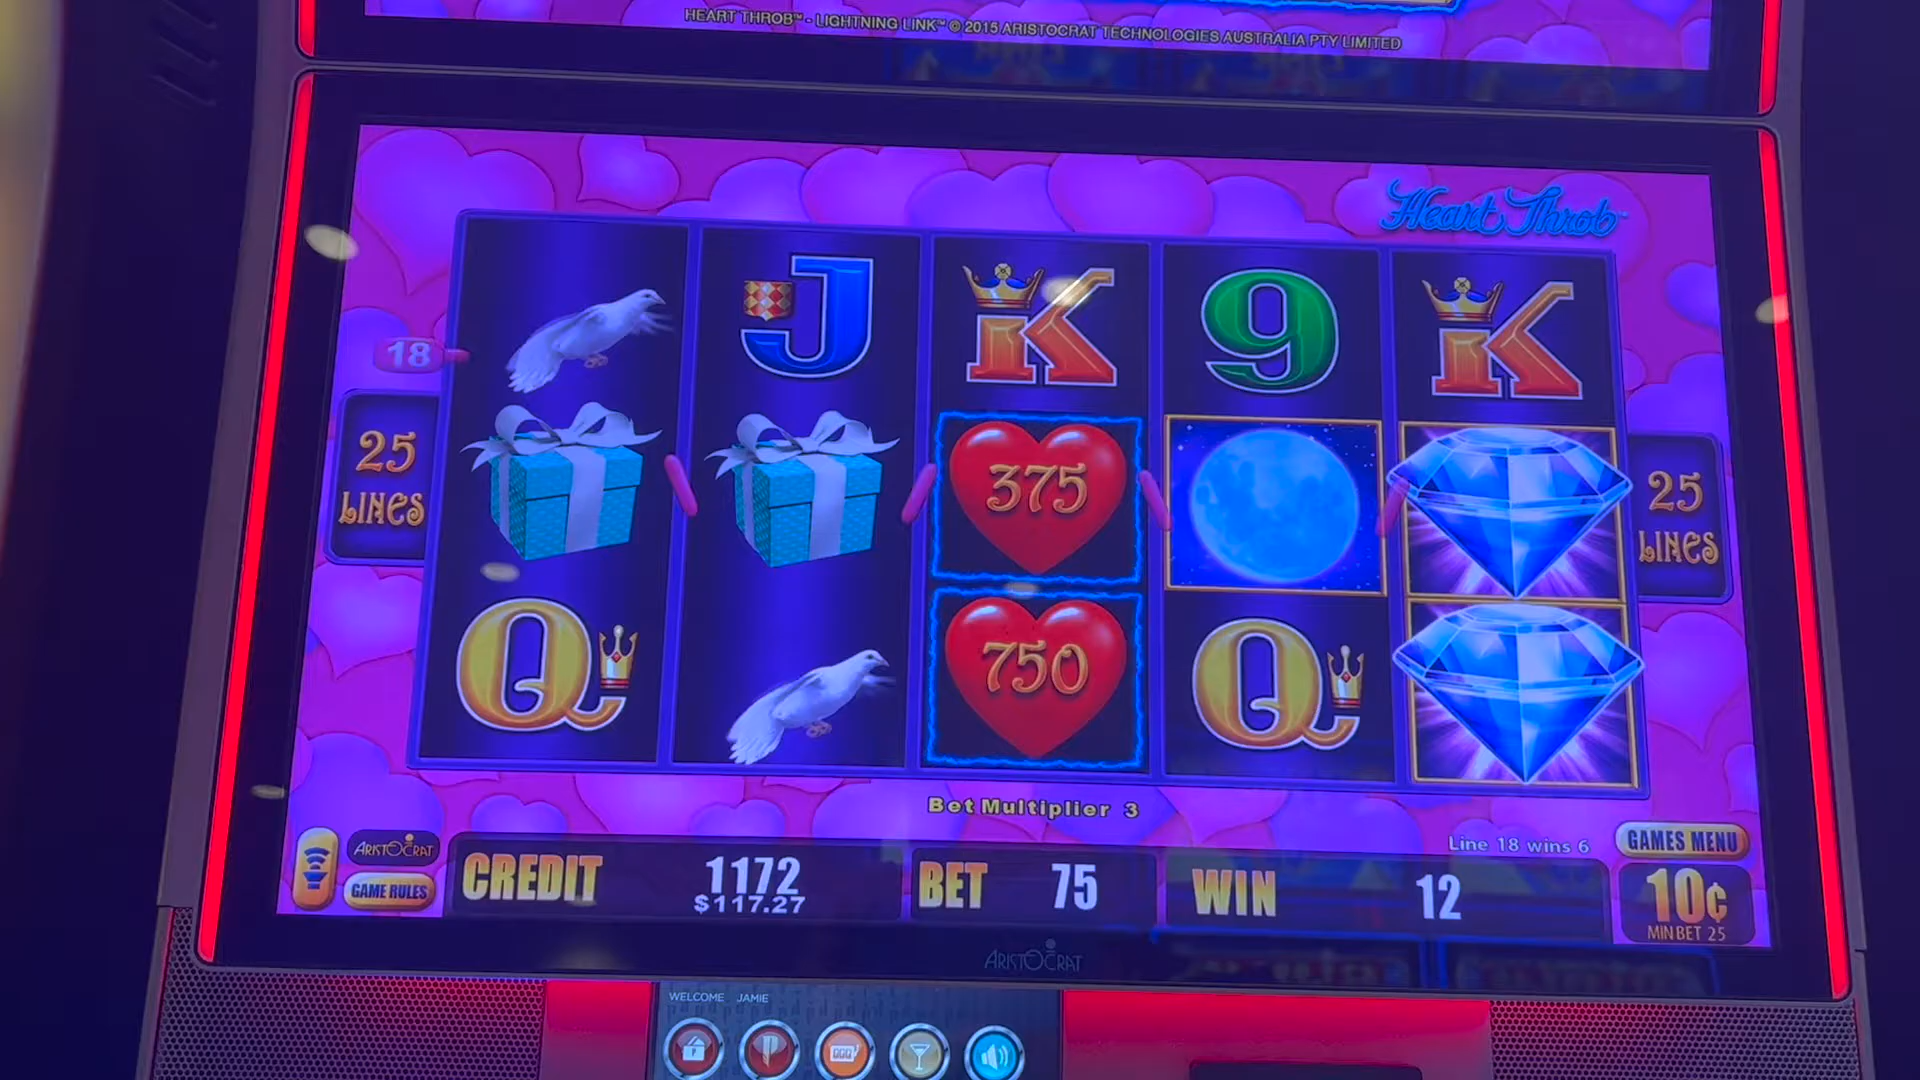 HEART THROB™ - LIGHTNING LINK™ © 2015 ARISTOCRAT TECHNOLOGIES AUSTRALIA PTY LIMITED
Heart Throb™
J K 9 K
18
25 LINES
375
25 LINES
Q 750 Q
Bet Multiplier 3
Line 18 wins 6
GAMES MENU
ARISTOCRAT
GAME RULES
CREDIT 1172
$117.27
BET 75
WIN 12
10¢
MIN BET 25
ARISTOCRAT
WELCOME JAMIE